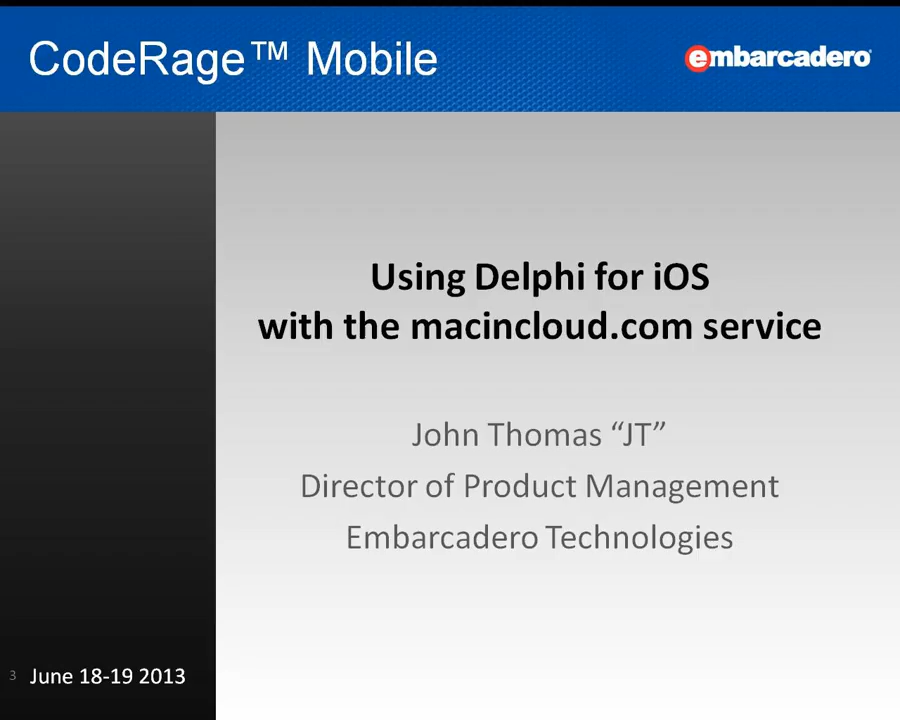 CodeRage™ Mobile
embarcadero®
Using Delphi for iOS
with the macincloud.com service
John Thomas “JT”
Director of Product Management
Embarcadero Technologies
3 June 18-19 2013